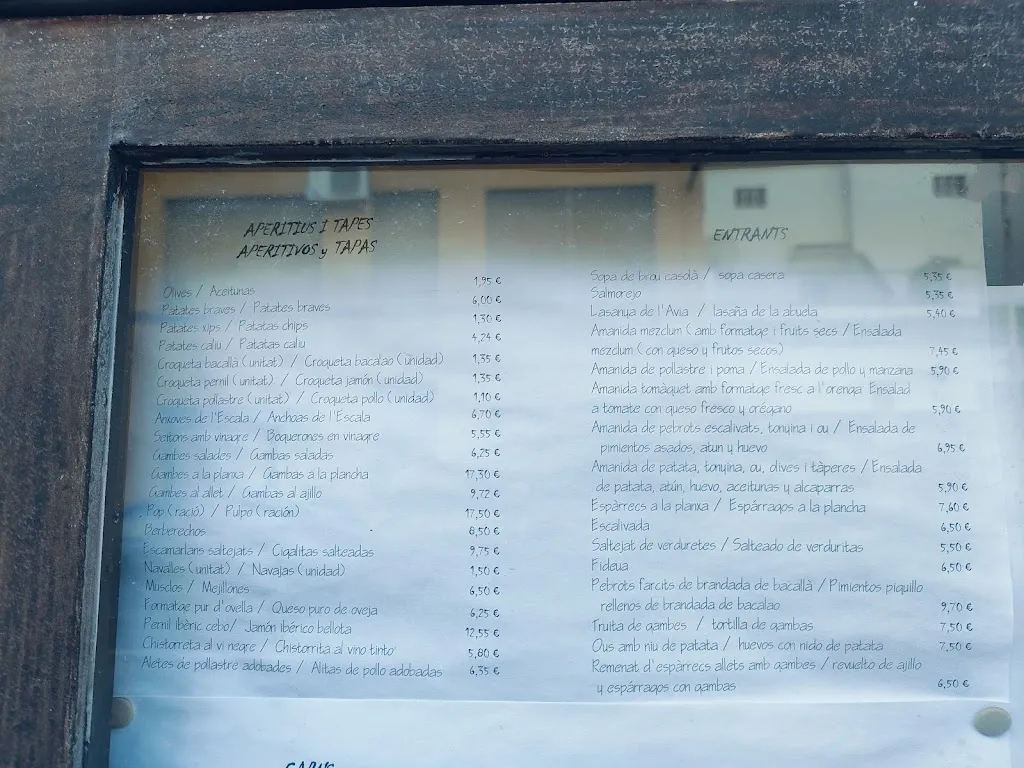 APERITIUS I TAPES
APERITIVOS y TAPAS
Olives / Aceitunas 1,95 €
Patates braves / Patates braves 6,00 €
Patates xips / Patatas chips 1,30 €
Patates caliu / Patatas caliu 4,24 €
Croqueta bacallà (unitat) / Croqueta bacalao (unidad) 1,35 €
Croqueta pernil (unitat) / Croqueta jamón (unidad) 1,35 €
Croqueta pollastre (unitat) / Croqueta pollo (unidad) 1,10 €
Anxoves de l'Escala / Anchoas de l'Escala 6,70 €
Seitons amb vinagre / Boquerones en vinagre 5,55 €
Gambes salades / Gambas saladas 6,25 €
Gambes a la planxa / Gambas a la plancha 17,30 €
Gambes al allet / Gambas al ajillo 9,72 €
Pop (ració) / Pulpo (ración) 17,50 €
Berberechos 8,50 €
Escamarlans saltejats / Cigalitas salteadas 9,75 €
Navalles (unitat) / Navajas (unidad) 1,50 €
Musclos / Mejillones 6,50 €
Formatge pur d'ovella / Queso puro de oveja 6,25 €
Pernil ibèric cebo/ Jamón ibérico bellota 12,55 €
Chistorreta al vi negre / Chistorrita al vino tinto 5,80 €
Aletes de pollastre adobades / Alitas de pollo adobadas 6,35 €
ENTRANTS
Sopa de brou casolà / sopa casera 5,35 €
Salmorejo 5,35 €
Lasanya de l'Avia / lasaña de la abuela 5,40 €
Amanida mezclum ( amb formatge i fruits secs / Ensalada
mezclum ( con queso y frutos secos) 7,45 €
Amanida de pollastre i poma / Ensalada de pollo y manzana 5,90 €
Amanida tomàquet amb formatge fresc a l'orenga Ensalad
a tomate con queso fresco y orégano 5,90 €
Amanida de pebrots escalivats, tonyina i ou / Ensalada de
pimientos asados, atun y huevo 6,95 €
Amanida de patata, tonyina, ou, olives i tàperes / Ensalada
de patata, atún, huevo, aceitunas y alcaparras 5,90 €
Espàrrecs a la planxa / Espárragos a la plancha 7,60 €
Escalivada 6,50 €
Saltejat de verduretes / Salteado de verduritas 5,50 €
Fideua 6,50 €
Pebrots farcits de brandada de bacallà / Pimientos piquillo
rellenos de brandada de bacalao 9,70 €
Truita de gambes / tortilla de gambas 7,50 €
Ous amb niu de patata / huevos con nido de patata 7,50 €
Remenat d'espàrrecs allets amb gambes / revuelto de ajillo
y espárragos con gambas 6,50 €